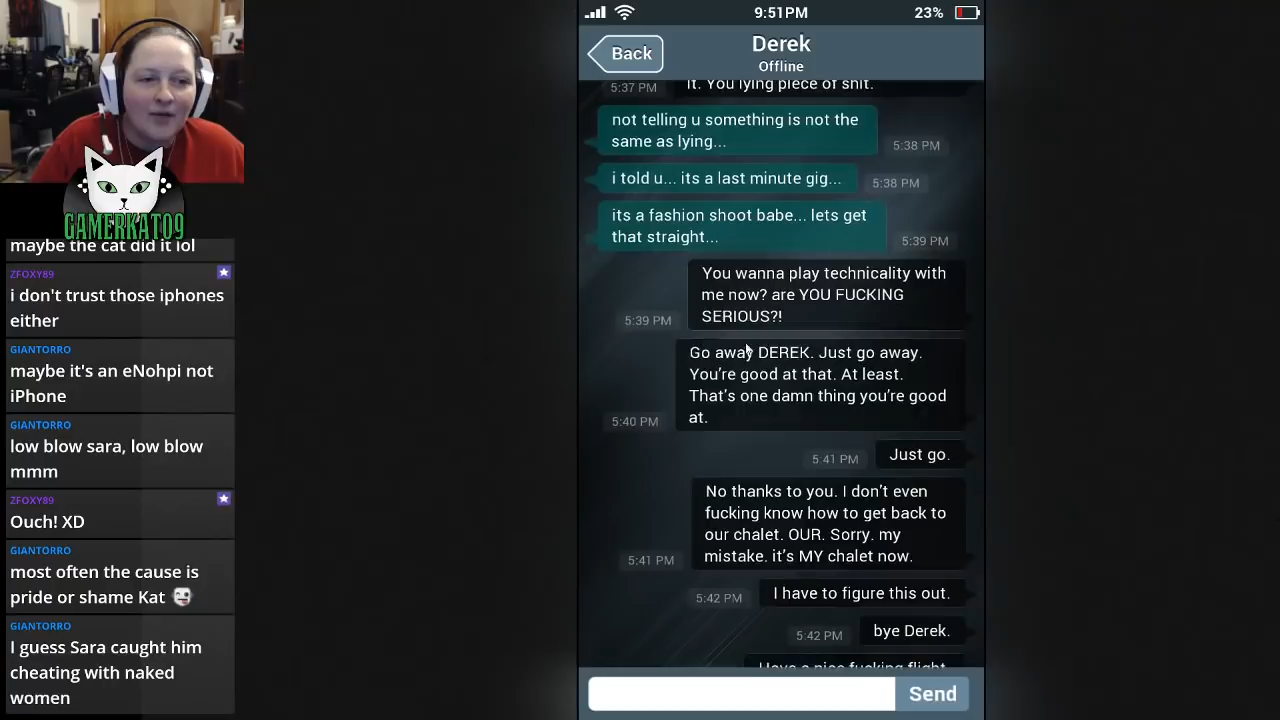 9:51PM
23%
Back
Derek
Offline
it. You lying piece of shit.
5:37 PM
not telling u something is not the
same as lying...
5:38 PM
i told u... its a last minute gig...
5:38 PM
its a fashion shoot babe... lets get
that straight...
5:39 PM
You wanna play technicality with
me now? are YOU FUCKING
SERIOUS?!
5:39 PM
Go away DEREK. Just go away.
You're good at that. At least.
That's one damn thing you're good
at.
5:40 PM
Just go.
5:41 PM
No thanks to you. I don't even
fucking know how to get back to
our chalet. OUR. Sorry. my
mistake. it's MY chalet now.
5:41 PM
I have to figure this out.
5:42 PM
bye Derek.
5:42 PM
Have a nice fucking flight
Send
GAMERKAT09
maybe the cat did it lol
ZFOXY89
i don't trust those iphones
either
GIANTORRO
maybe it's an eNohpi not
iPhone
GIANTORRO
low blow sara, low blow
mmm
ZFOXY89
Ouch! XD
GIANTORRO
most often the cause is
pride or shame Kat
GIANTORRO
I guess Sara caught him
cheating with naked
women